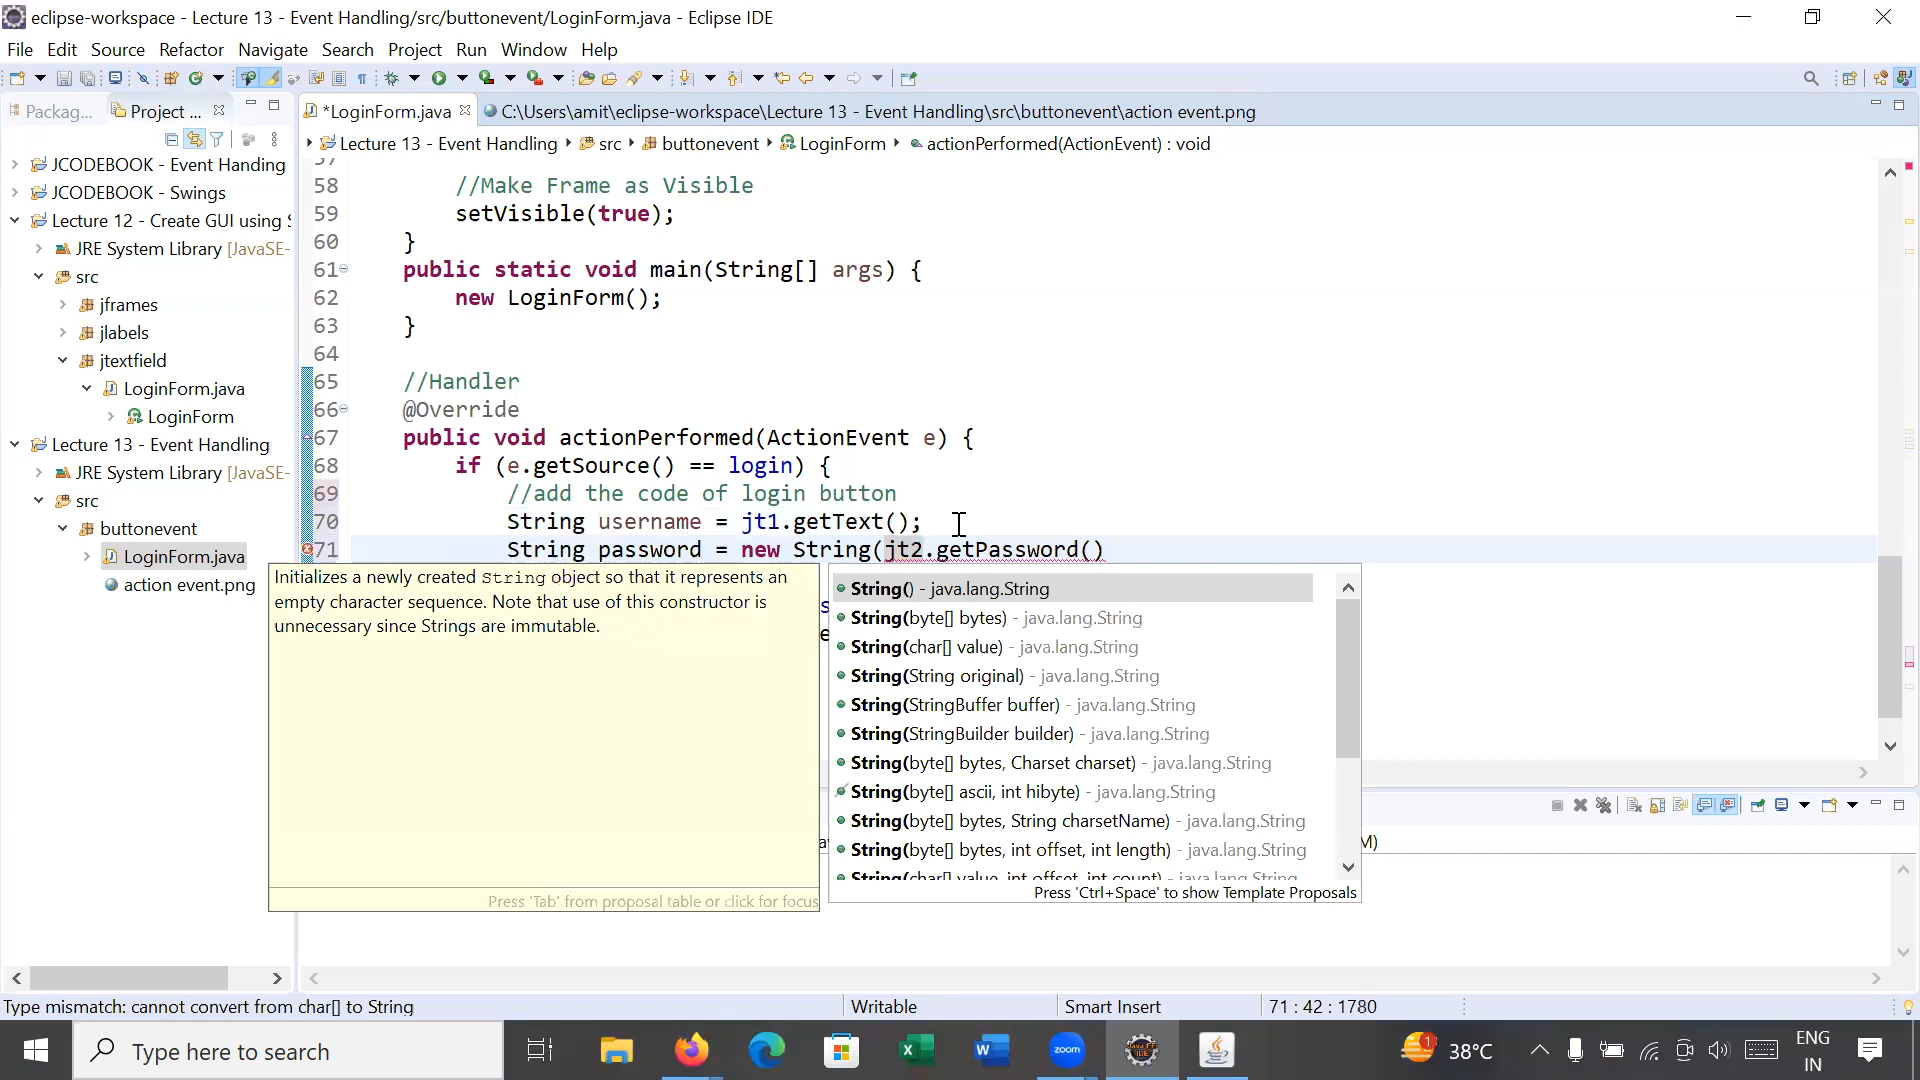 eclipse-workspace - Lecture 13 - Event Handling/src/buttonevent/LoginForm.java - Eclipse IDE
File Edit Source Refactor Navigate Search Project Run Window Help
Packag... Project ... *LoginForm.java C:\Users\amit\eclipse-workspace\Lecture 13 - Event Handling\src\buttonevent\action event.png
Lecture 13 - Event Handling src buttonevent LoginForm actionPerformed(ActionEvent) : void
JCODEBOOK - Event Handing
JCODEBOOK - Swings
Lecture 12 - Create GUI using
JRE System Library [JavaSE-
src
jframes
jlabels
jtextfield
LoginForm.java
LoginForm
Lecture 13 - Event Handling
JRE System Library [JavaSE-
src
buttonevent
LoginForm.java
action event.png
57
58 //Make Frame as Visible
59 setVisible(true);
60 }
61 public static void main(String[] args) {
62 new LoginForm();
63 }
64
65 //Handler
66 @Override
67 public void actionPerformed(ActionEvent e) {
68 if (e.getSource() == login) {
69 //add the code of login button
70 String username = jt1.getText();
71 String password = new String(jt2.getPassword()
Initializes a newly created String object so that it represents an
empty character sequence. Note that use of this constructor is
unnecessary since Strings are immutable.
Press 'Tab' from proposal table or click for focus
String() - java.lang.String
String(byte[] bytes) - java.lang.String
String(char[] value) - java.lang.String
String(String original) - java.lang.String
String(StringBuffer buffer) - java.lang.String
String(StringBuilder builder) - java.lang.String
String(byte[] bytes, Charset charset) - java.lang.String
String(byte[] ascii, int hibyte) - java.lang.String
String(byte[] bytes, String charsetName) - java.lang.String
String(byte[] bytes, int offset, int length) - java.lang.String
String(char[] value, int offset, int count) - java.lang.String
Press 'Ctrl+Space' to show Template Proposals
M)
Type mismatch: cannot convert from char[] to String Writable Smart Insert 71 : 42 : 1780
Type here to search
zoom
1 38°C
ENG
IN